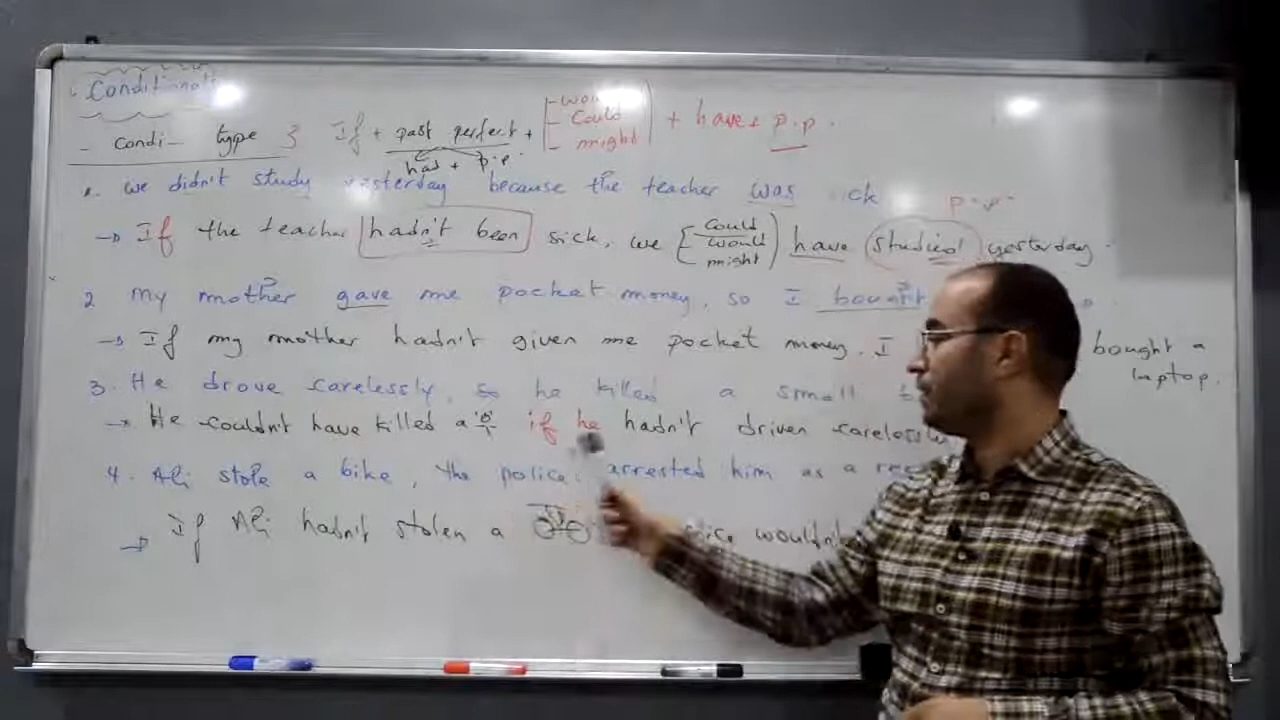 Conditional
- Condi- type 3 If + past perfect + would could might + have + p.p.
had + p.p.
1. we didn't study yesterday because the teacher was ick p.p.
→ If the teacher hadn't been sick, we could would might have studied yesterday.
2 My mother gave me pocket money, so I bought
→ If my mother hadn't given me pocket money. I bought a laptop.
3. He drove carelessly, so he killed a small
→ He couldn't have killed a if he hadn't driven carelessly
4. Ali stole a bike, the police arrested him as a
→ If Ali hadn't stolen a wouldn't